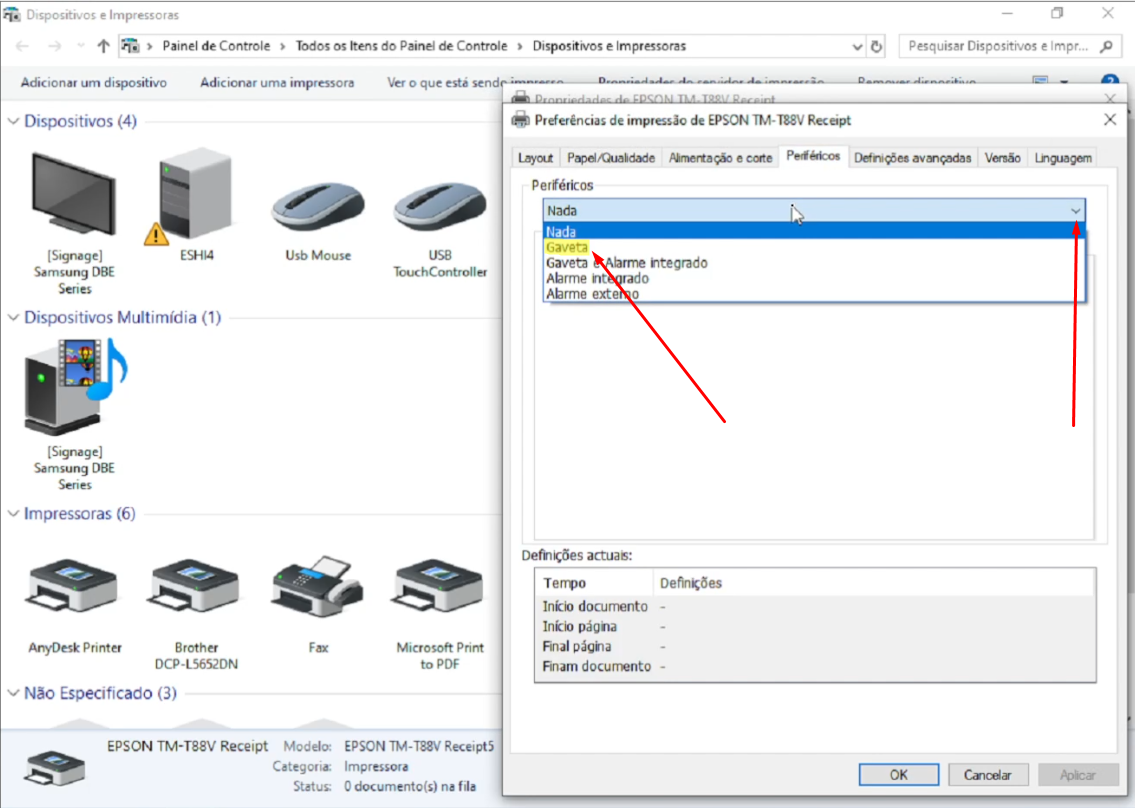 Dispositivos e Impressoras
Painel de Controle > Todos os Itens do Painel de Controle > Dispositivos e Impressoras
Pesquisar Dispositivos e Impr...
Adicionar um dispositivo
Adicionar uma impressora
Ver o que está sendo impresso
Propriedades do servidor de impressão
Remover dispositivo
Dispositivos (4)
[Signage]
Samsung DBE
Series
ESHI4
Usb Mouse
USB
TouchController
Dispositivos Multimídia (1)
[Signage]
Samsung DBE
Series
Impressoras (6)
AnyDesk Printer
Brother
DCP-L5652DN
Fax
Microsoft Print
to PDF
Não Especificado (3)
EPSON TM-T88V Receipt
Modelo: EPSON TM-T88V Receipt5
Categoria: Impressora
Status: 0 documento(s) na fila
Propriedades de EPSON TM-T88V Receipt
Preferências de impressão de EPSON TM-T88V Receipt
Layout
Papel/Qualidade
Alimentação e corte
Periféricos
Definições avançadas
Versão
Linguagem
Periféricos
Nada
Nada
Gaveta
Gaveta e Alarme integrado
Alarme integrado
Alarme externo
Definições actuais:
Tempo Definições
Início documento -
Início página -
Final página -
Finam documento -
OK
Cancelar
Aplicar